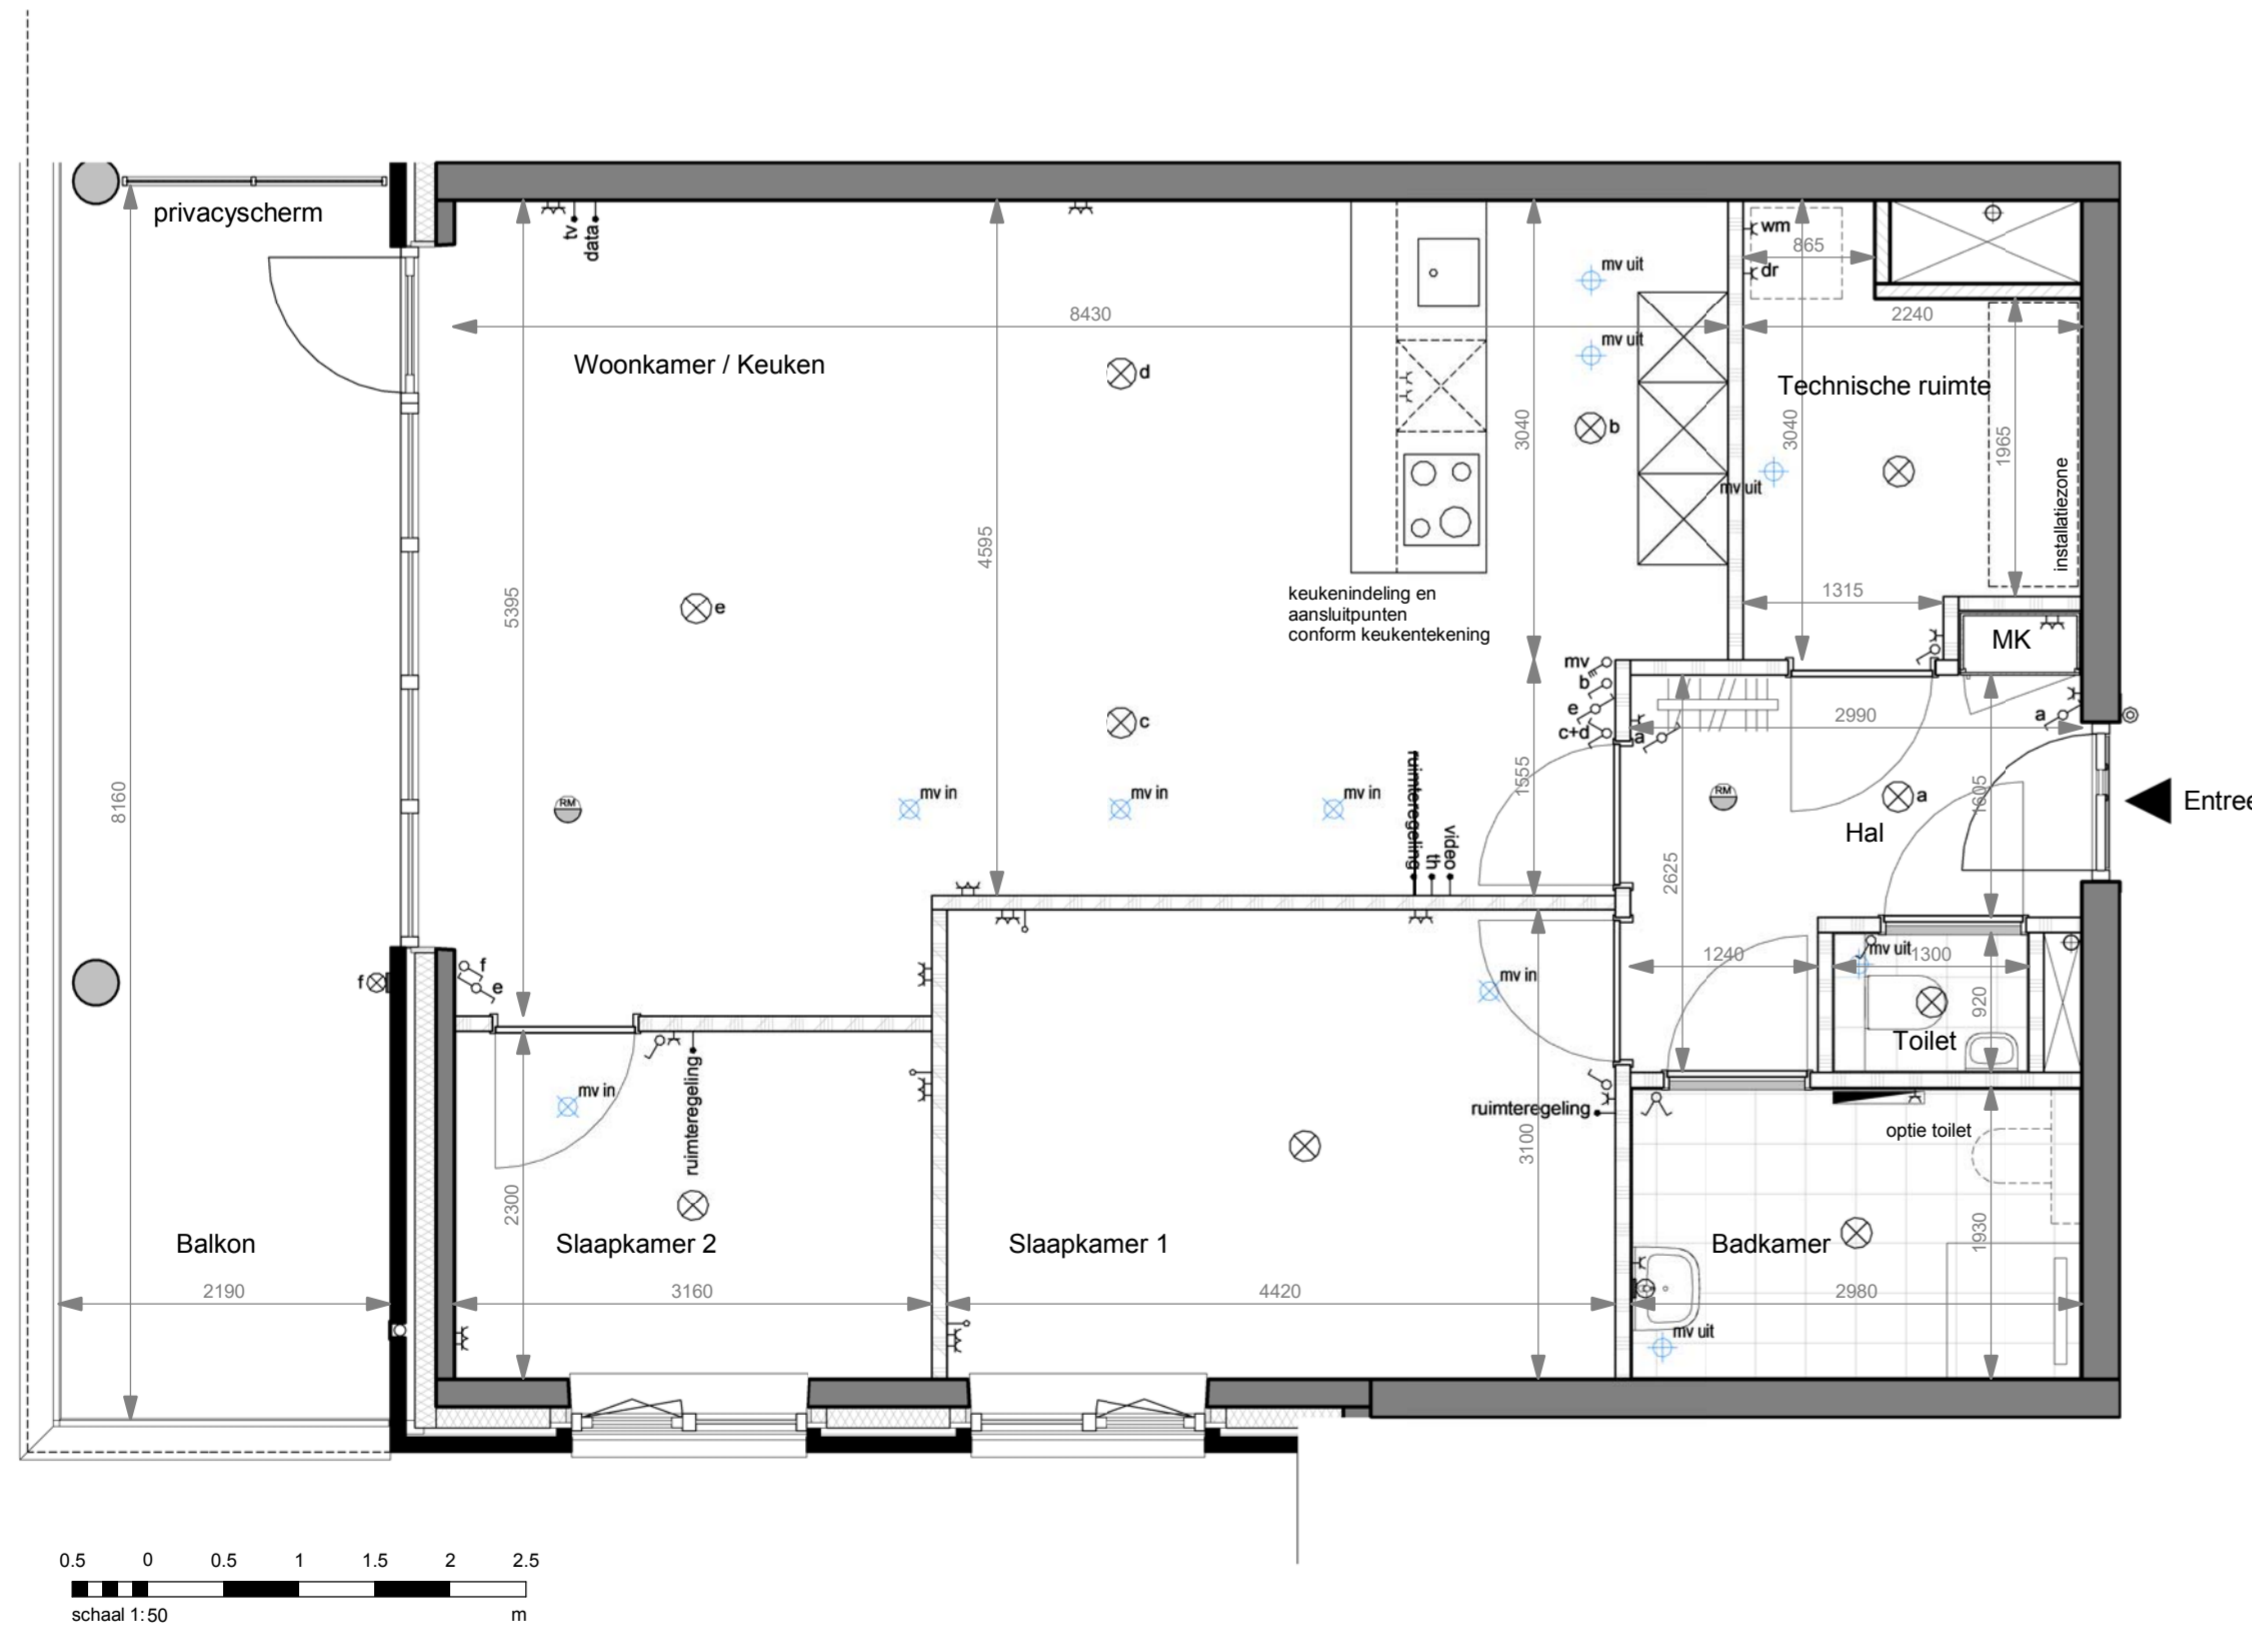 privacyscherm
tv
data
mv uit
wm
865
dr
8430
2240
mv uit
Woonkamer / Keuken
d
Technische ruimte
b
3040
3040
1965
mv uit
installatiezone
4595
5395
e
keukenindeling en
aansluitpunten
conform keukentekening
1315
MK
mv
b
e
c+d
r
a
2990
a
c
1555
ruimteregeling
th
video
8160
RM
mv in
mv in
mv in
RM
a
1605
Entree
Hal
2625
f
f
e
mv in
1240
mv uit
1300
920
Toilet
mv in
ruimteregeling
ruimteregeling
3100
optie toilet
2300
Balkon
Slaapkamer 2
Slaapkamer 1
Badkamer
1930
2190
3160
4420
2980
mv uit
0.5 0 0.5 1 1.5 2 2.5
schaal 1:50 m